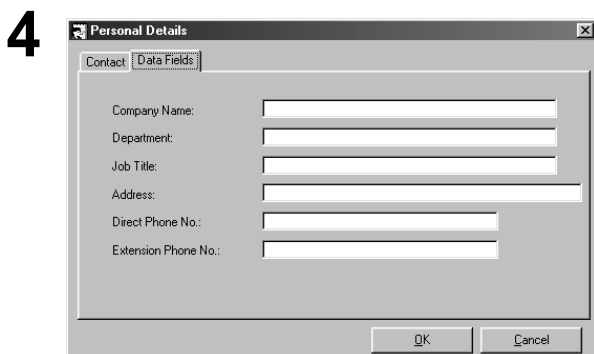 4
Personal Details
Contact Data Fields
Company Name:
Department:
Job Title:
Address:
Direct Phone No.:
Extension Phone No.:
OK Cancel